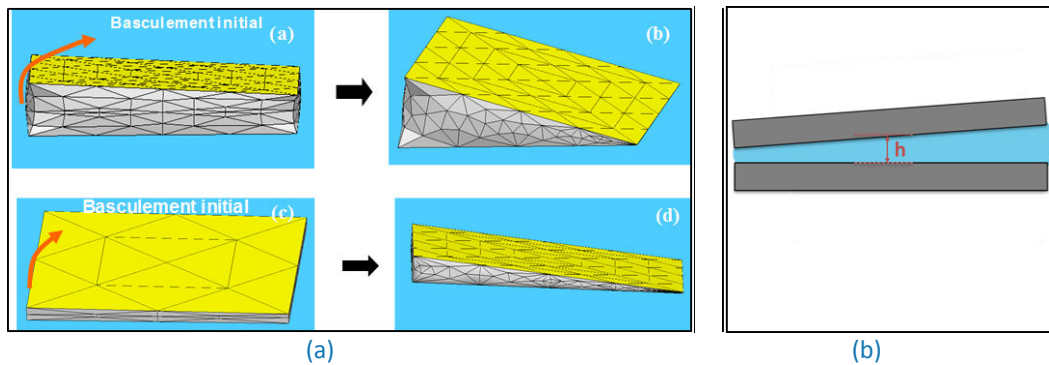 Basculement initial
(a)
(b)
Basculement initial
(c)
(d)
h
(a)
(b)